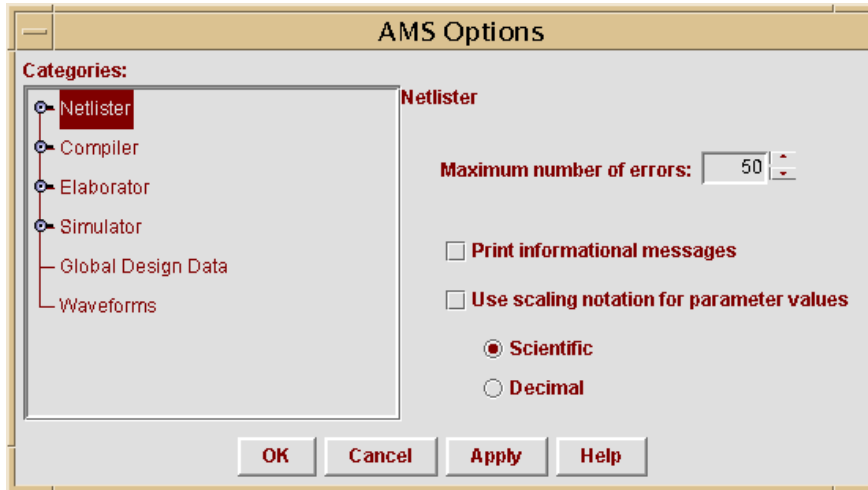 AMS Options
Categories:
Netlister
Compiler
Elaborator
Simulator
Global Design Data
Waveforms
Netlister
Maximum number of errors: 50
Print informational messages
Use scaling notation for parameter values
Scientific
Decimal
OK Cancel Apply Help